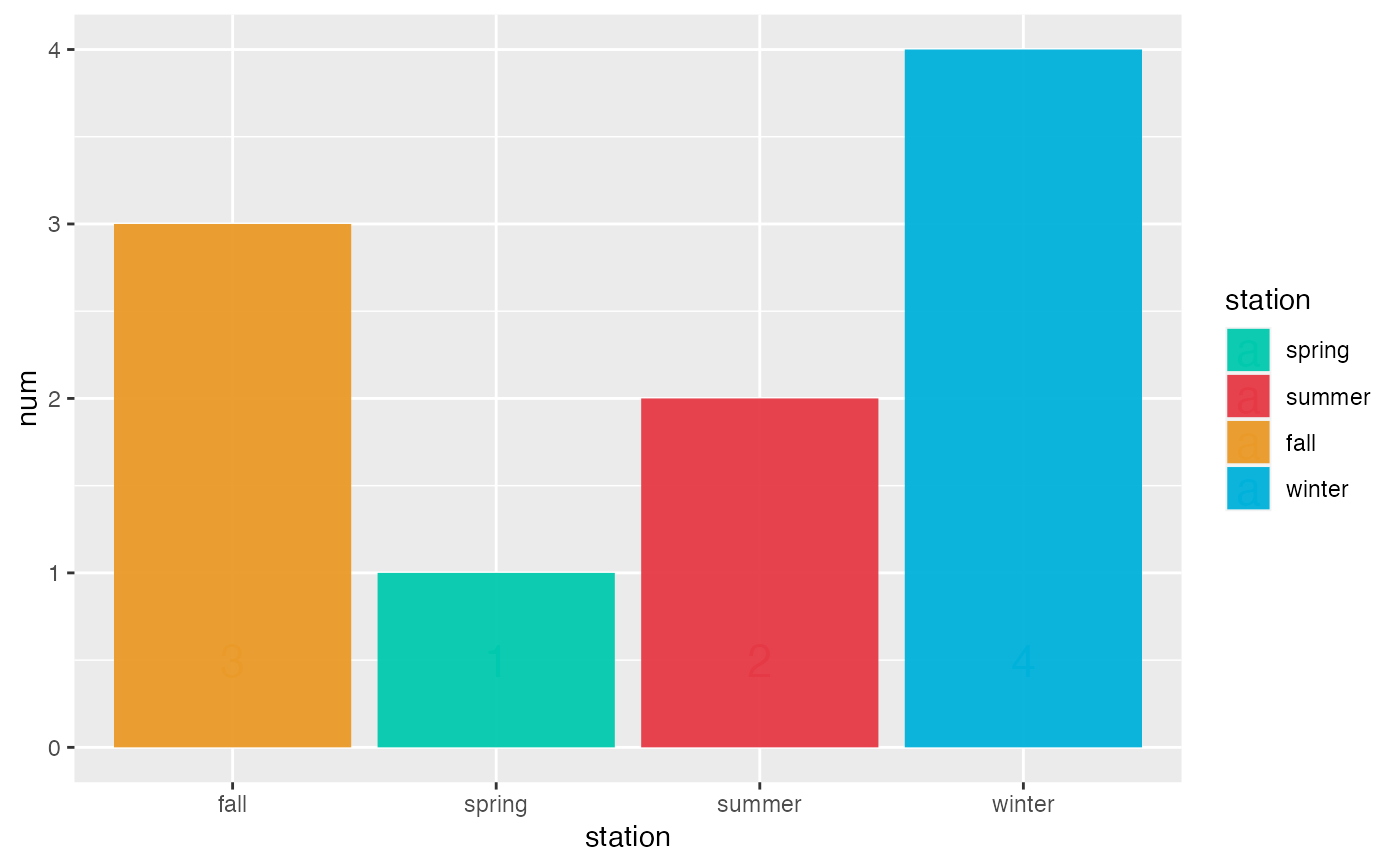 4
3
2
1
0
num
3
1
2
4
fall
spring
summer
winter
station
station
a spring
a summer
a fall
a winter